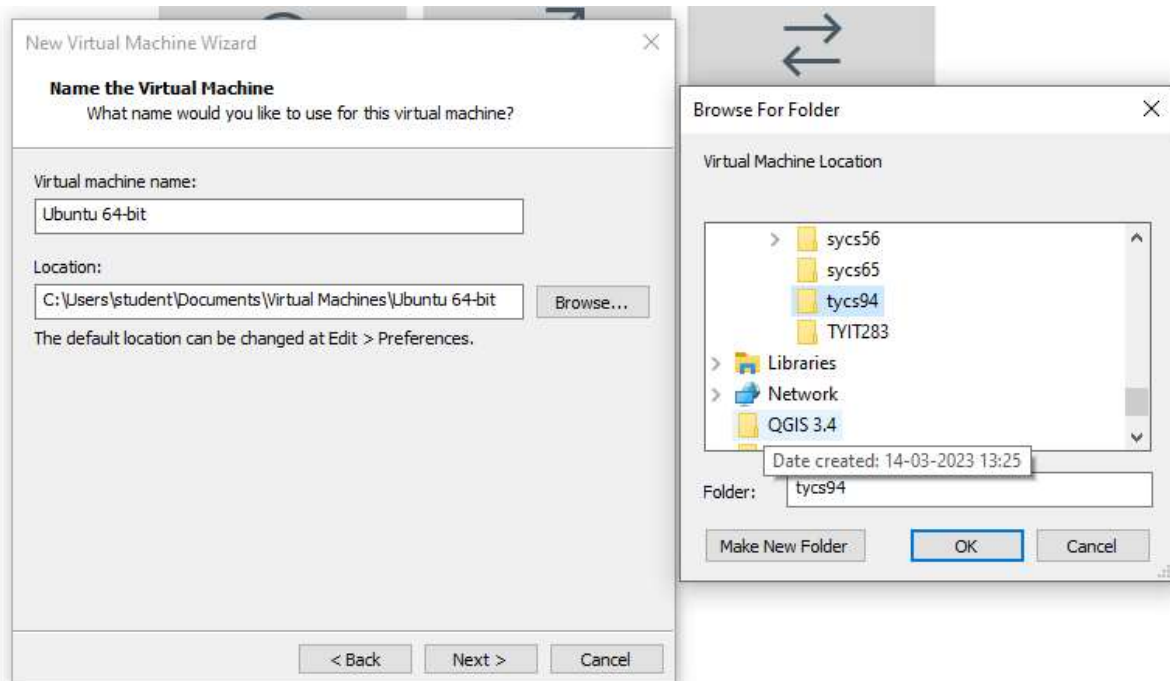 New Virtual Machine Wizard
Name the Virtual Machine
What name would you like to use for this virtual machine?
Virtual machine name:
Ubuntu 64-bit
Location:
C:\Users\student\Documents\Virtual Machines\Ubuntu 64-bit
Browse...
The default location can be changed at Edit > Preferences.
< Back
Next >
Cancel
Browse For Folder
Virtual Machine Location
sycs56
sycs65
tycs94
TYIT283
Libraries
Network
QGIS 3.4
Date created: 14-03-2023 13:25
Folder:
tycs94
Make New Folder
OK
Cancel